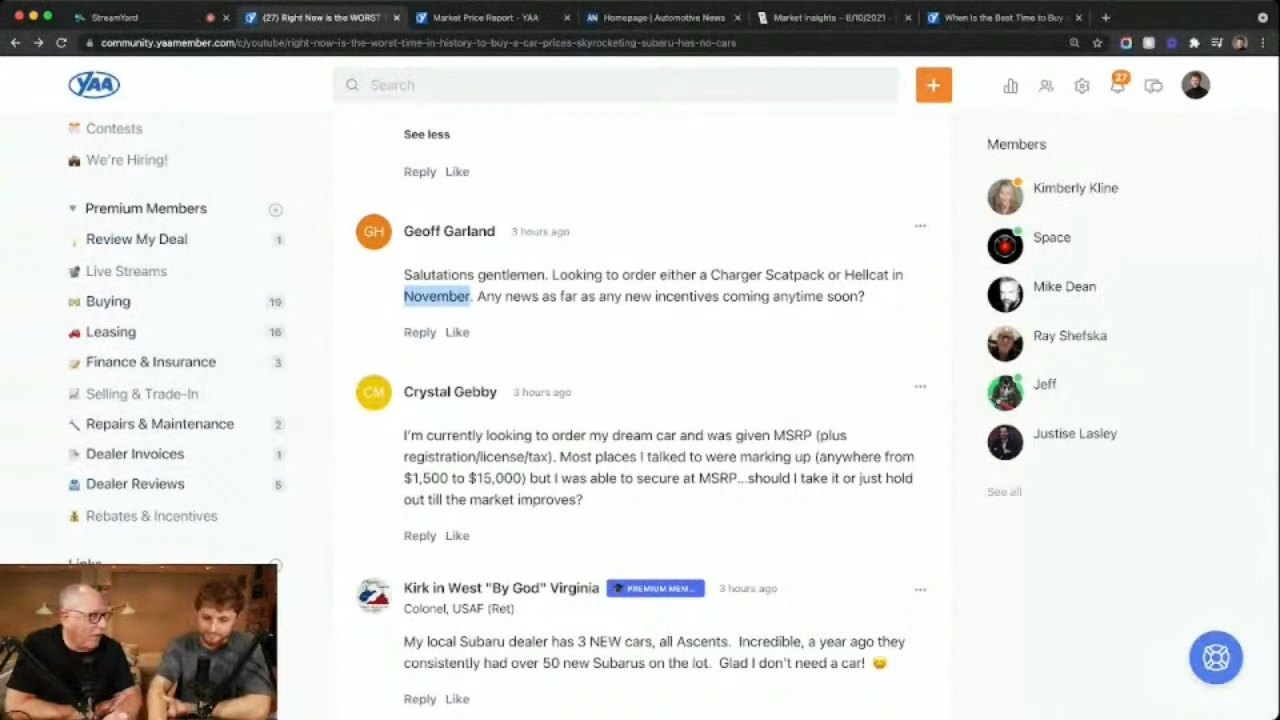 StreamYard
(27) Right Now is the WORST
Market Price Report - YAA
Homepage | Automotive News
Market Insights – 8/10/2021 -
When Is the Best Time to Buy
community.yaamember.com/c/youtube/right-now-is-the-worst-time-in-history-to-buy-a-car-prices-skyrocketing-subaru-has-no-cars
YAA
Search
+
27
Contests
We're Hiring!
Premium Members
Review My Deal 1
Live Streams
Buying 19
Leasing 16
Finance & Insurance 3
Selling & Trade-In
Repairs & Maintenance 2
Dealer Invoices 1
Dealer Reviews 5
Rebates & Incentives
Links
See less
Reply Like
GH
Geoff Garland 3 hours ago
Salutations gentlemen. Looking to order either a Charger Scatpack or Hellcat in
November. Any news as far as any new incentives coming anytime soon?
Reply Like
CM
Crystal Gebby 3 hours ago
I'm currently looking to order my dream car and was given MSRP (plus
registration/license/tax). Most places I talked to were marking up (anywhere from
$1,500 to $15,000) but I was able to secure at MSRP...should I take it or just hold
out till the market improves?
Reply Like
Kirk in West "By God" Virginia PREMIUM MEM... 3 hours ago
Colonel, USAF (Ret)
My local Subaru dealer has 3 NEW cars, all Ascents. Incredible, a year ago they
consistently had over 50 new Subarus on the lot. Glad I don't need a car!
Reply Like
Members
Kimberly Kline
Space
Mike Dean
Ray Shefska
Jeff
Justise Lasley
See all